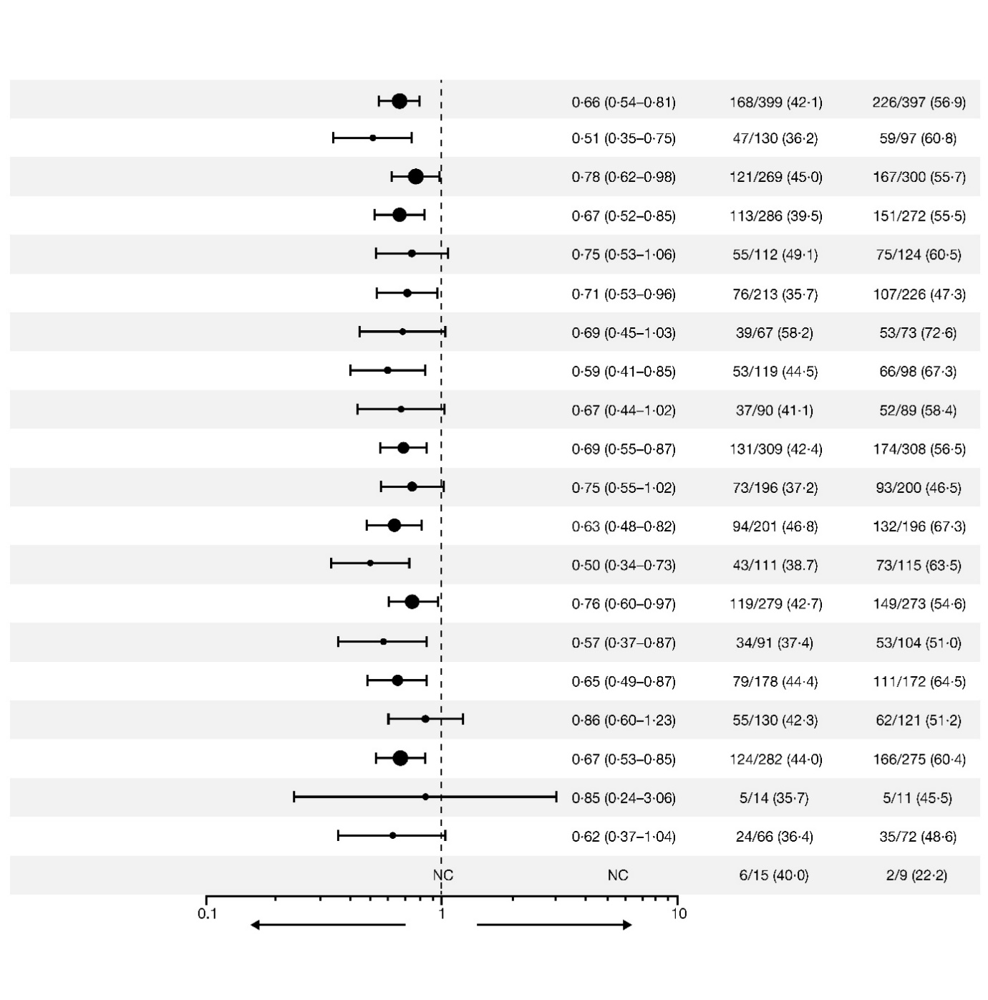 0·66 (0·54–0·81) 168/399 (42·1) 226/397 (56·9)
0·51 (0·35–0·75) 47/130 (36·2) 59/97 (60·8)
0·78 (0·62–0·98) 121/269 (45·0) 167/300 (55·7)
0·67 (0·52–0·85) 113/286 (39·5) 151/272 (55·5)
0·75 (0·53–1·06) 55/112 (49·1) 75/124 (60·5)
0·71 (0·53–0·96) 76/213 (35·7) 107/226 (47·3)
0·69 (0·45–1·03) 39/67 (58·2) 53/73 (72·6)
0·59 (0·41–0·85) 53/119 (44·5) 66/98 (67·3)
0·67 (0·44–1·02) 37/90 (41·1) 52/89 (58·4)
0·69 (0·55–0·87) 131/309 (42·4) 174/308 (56·5)
0·75 (0·55–1·02) 73/196 (37·2) 93/200 (46·5)
0·63 (0·48–0·82) 94/201 (46·8) 132/196 (67·3)
0·50 (0·34–0·73) 43/111 (38.7) 73/115 (63·5)
0·76 (0·60–0·97) 119/279 (42·7) 149/273 (54·6)
0·57 (0·37–0·87) 34/91 (37·4) 53/104 (51·0)
0·65 (0·49–0·87) 79/178 (44·4) 111/172 (64·5)
0·86 (0·60–1·23) 55/130 (42·3) 62/121 (51·2)
0·67 (0·53–0·85) 124/282 (44·0) 166/275 (60·4)
0·85 (0·24–3·06) 5/14 (35·7) 5/11 (45·5)
0·62 (0·37–1·04) 24/66 (36·4) 35/72 (48·6)
NC NC 6/15 (40·0) 2/9 (22·2)
0.1 1 10